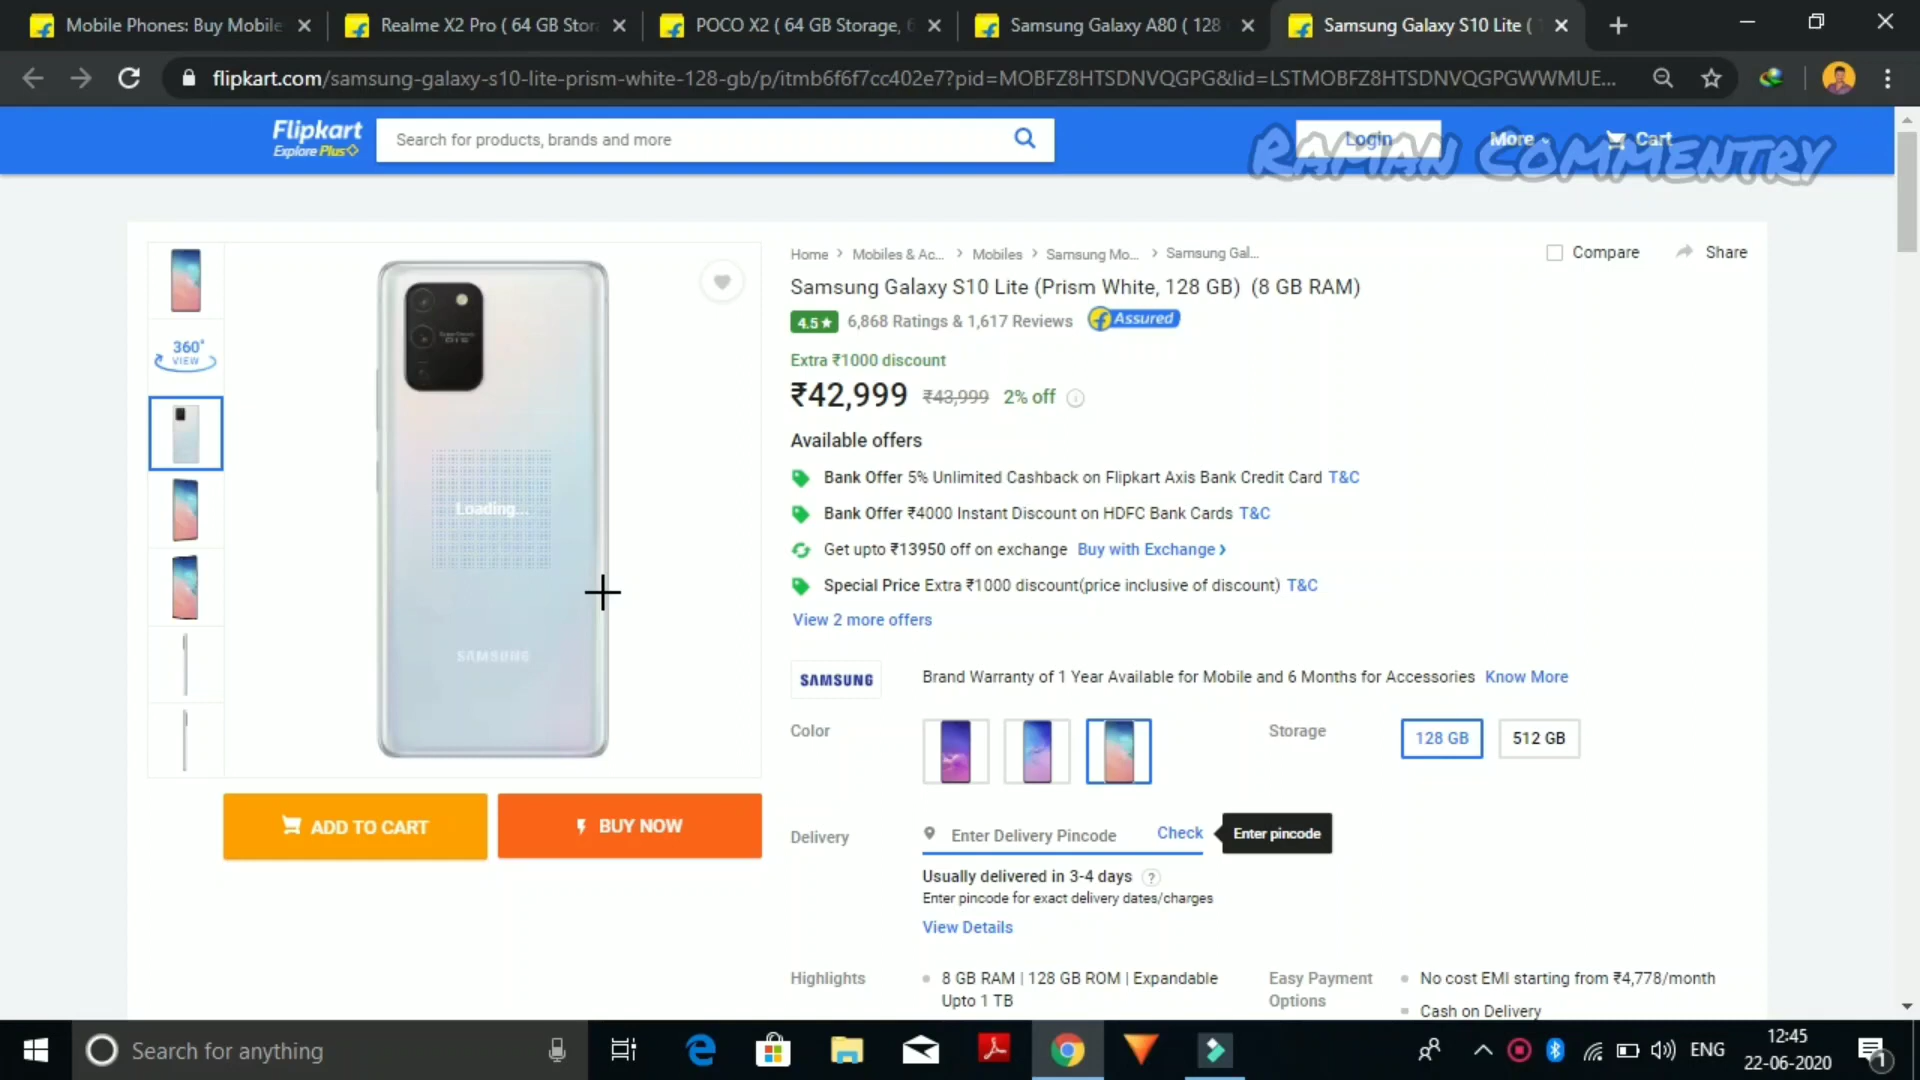 Mobile Phones: Buy Mobile
Realme X2 Pro ( 64 GB Stor
POCO X2 ( 64 GB Storage, 6
Samsung Galaxy A80 ( 128
Samsung Galaxy S10 Lite ( 1
flipkart.com/samsung-galaxy-s10-lite-prism-white-128-gb/p/itmb6f6f7cc402e7?pid=MOBFZ8HTSDNVQGPG&lid=LSTMOBFZ8HTSDNVQGPGWWMUE...
Flipkart
Explore Plus
Search for products, brands and more
Login
More
Cart
RAMAN COMMENTRY
Home > Mobiles & Ac... > Mobiles > Samsung Mo... > Samsung Gal...
Compare
Share
Samsung Galaxy S10 Lite (Prism White, 128 GB) (8 GB RAM)
4.5★ 6,868 Ratings & 1,617 Reviews
Assured
Extra ₹1000 discount
₹42,999 ₹43,999 2% off
360°
VIEW
Available offers
Bank Offer 5% Unlimited Cashback on Flipkart Axis Bank Credit Card T&C
Bank Offer ₹4000 Instant Discount on HDFC Bank Cards T&C
Get upto ₹13950 off on exchange Buy with Exchange >
Special Price Extra ₹1000 discount(price inclusive of discount) T&C
View 2 more offers
Loading...
SAMSUNG
SAMSUNG
Brand Warranty of 1 Year Available for Mobile and 6 Months for Accessories Know More
Color
Storage
128 GB
512 GB
ADD TO CART
BUY NOW
Delivery
Enter Delivery Pincode
Check
Enter pincode
Usually delivered in 3-4 days ?
Enter pincode for exact delivery dates/charges
View Details
Highlights
8 GB RAM | 128 GB ROM | Expandable
Upto 1 TB
Easy Payment
Options
No cost EMI starting from ₹4,778/month
Cash on Delivery
Search for anything
ENG
12:45
22-06-2020
1